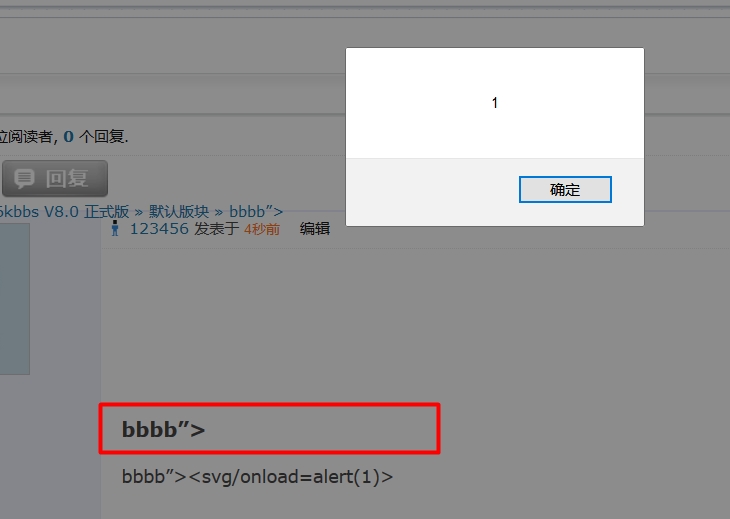 1
确定
位阅读者, 0 个回复.
回复
6kbbs V8.0 正式版 » 默认版块 » bbbb”>
123456 发表于 4秒前 编辑
bbbb”>
bbbb”><svg/onload=alert(1)>